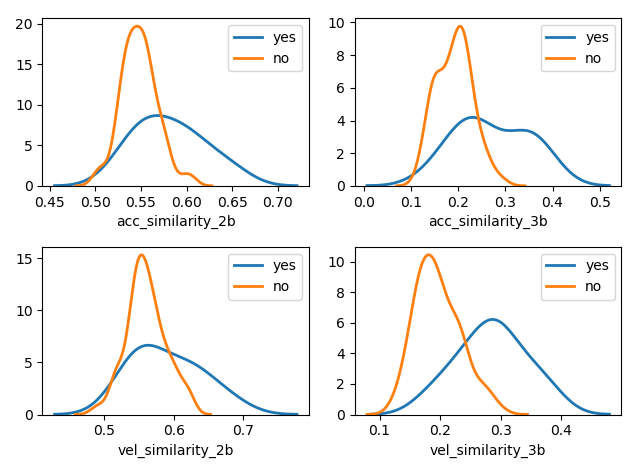 20
15
10
5
0
0.45 0.50 0.55 0.60 0.65 0.70
acc_similarity_2b
yes
no
10
8
6
4
2
0
0.0 0.1 0.2 0.3 0.4 0.5
acc_similarity_3b
yes
no
15
10
5
0
0.5 0.6 0.7
vel_similarity_2b
yes
no
10
8
6
4
2
0
0.1 0.2 0.3 0.4
vel_similarity_3b
yes
no